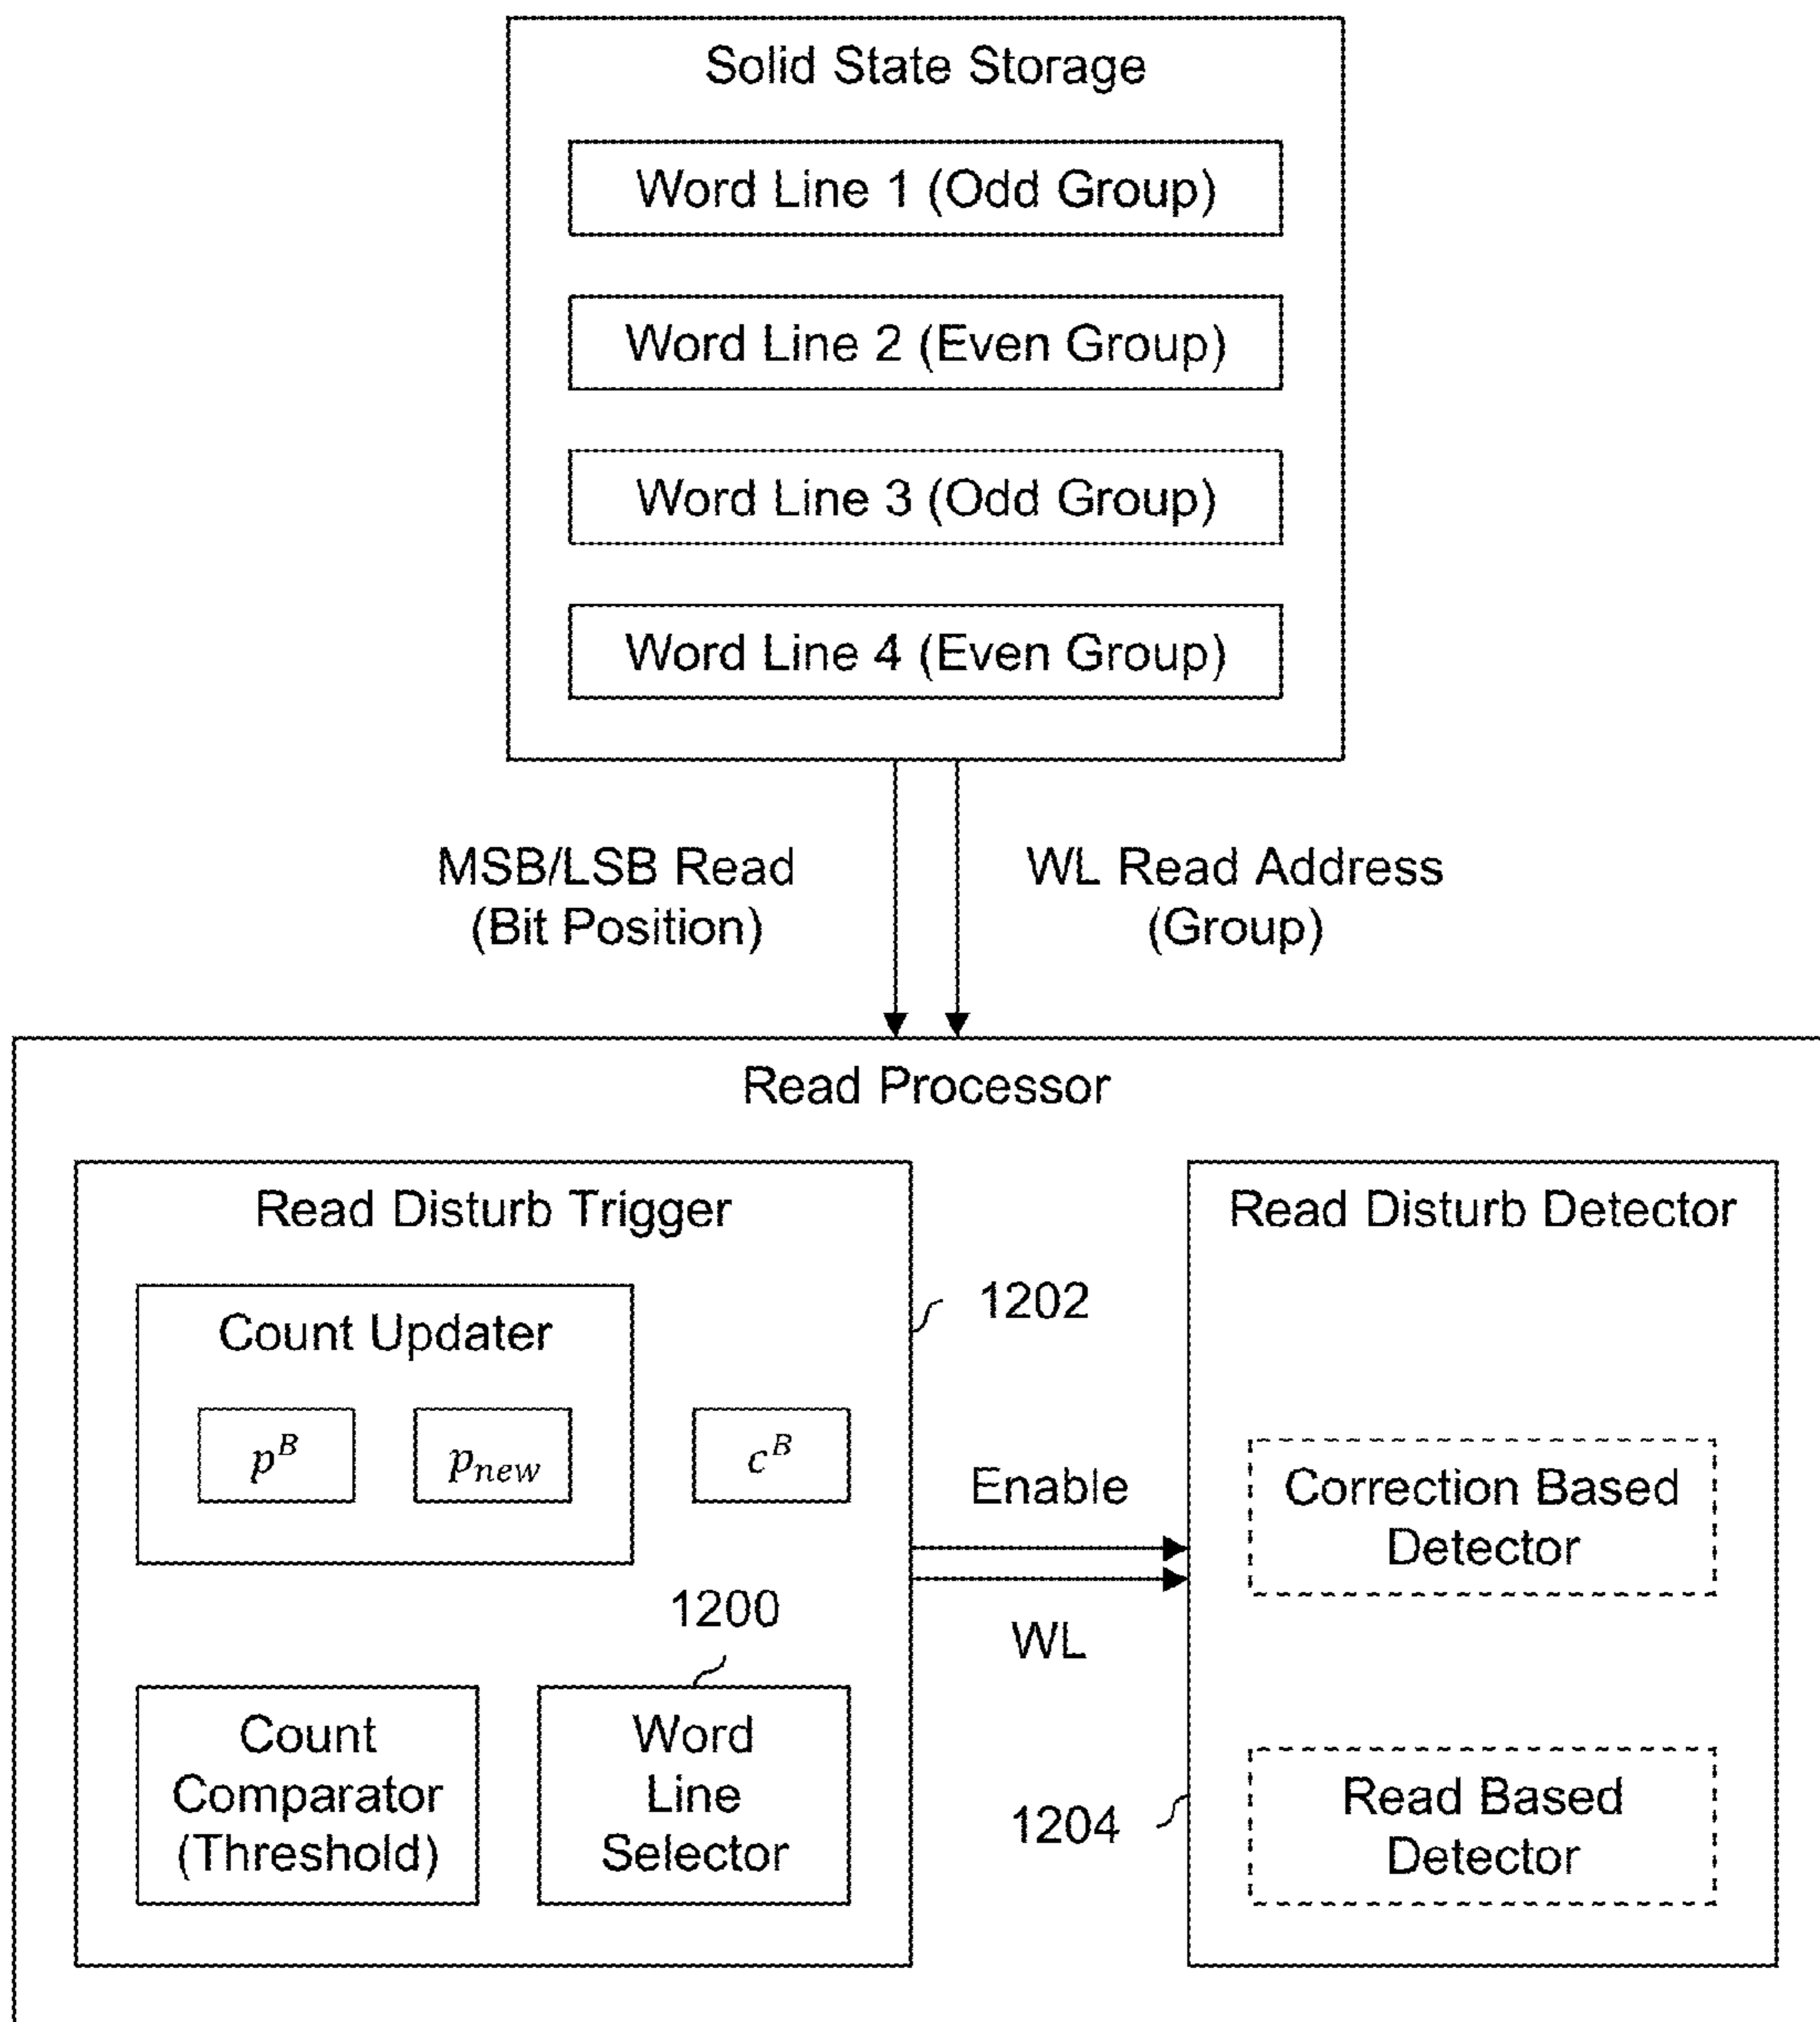 Solid State Storage
Word Line 1 (Odd Group)
Word Line 2 (Even Group)
Word Line 3 (Odd Group)
Word Line 4 (Even Group)
MSB/LSB Read
(Bit Position)
WL Read Address
(Group)
Read Processor
Read Disturb Trigger
Count Updater
p^B
p_new
c^B
1202
1200
Count
Comparator
(Threshold)
Word
Line
Selector
Enable
WL
Read Disturb Detector
Correction Based
Detector
1204
Read Based
Detector